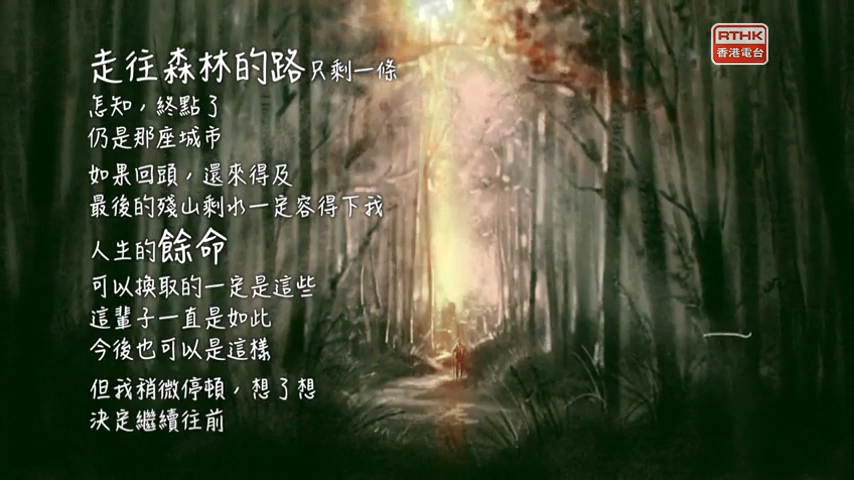 走往森林的路只剩一條
怎知，終點了
仍是那座城市
如果回頭，還來得及
最後的殘山剩水一定容得下我
人生的餘命
可以換取的一定是這些
這輩子一直是如此
今後也可以是這樣
但我稍微停頓，想了想
決定繼續往前
RTHK
香港電台